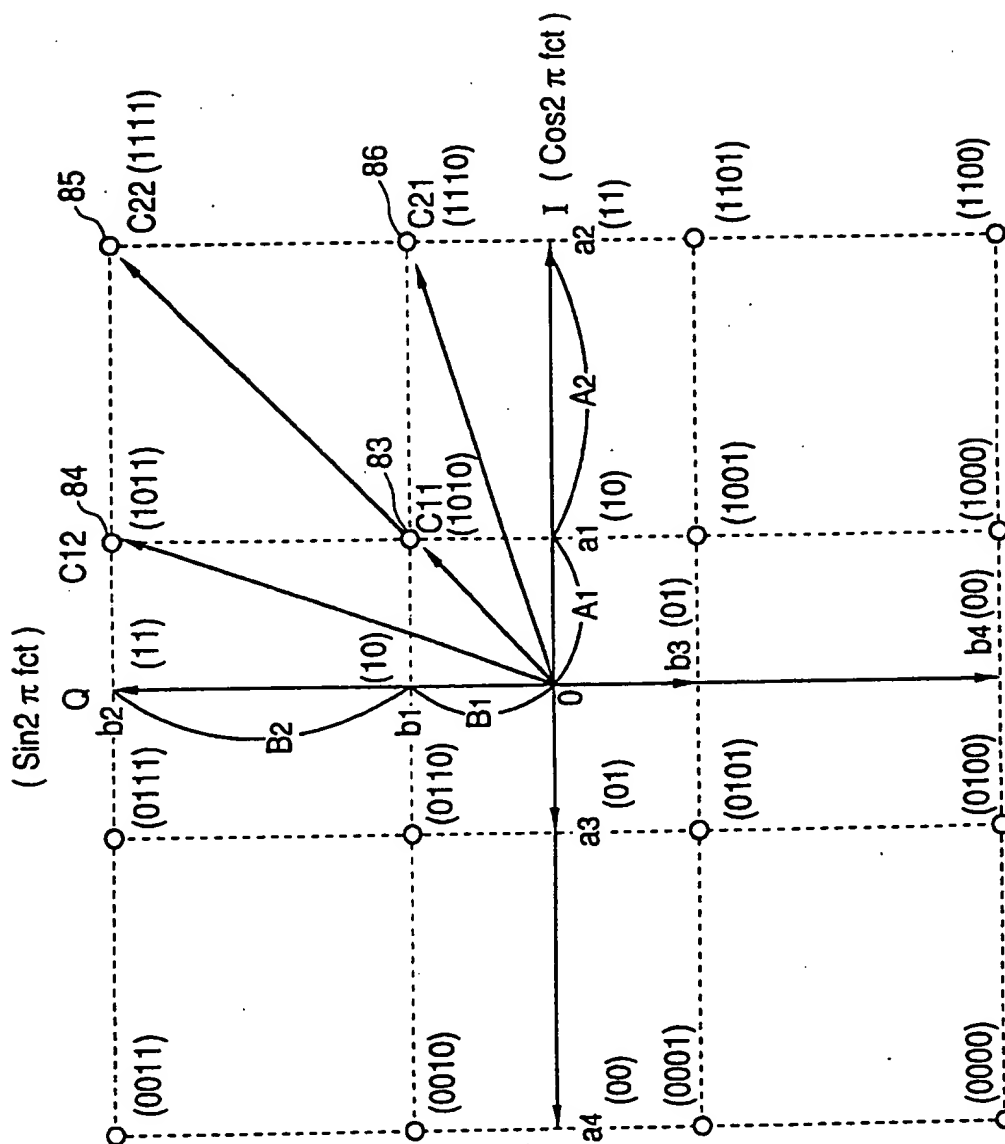 ( Sin2 π fct )
Q
C12
84
85
b2 (11)
(0011)
(0111)
(1011)
C22 (1111)
B2
83
86
b1 (10)
(0010)
(0110)
C11
(1010)
C21
(1110)
B1
A1
A2
I ( Cos2 π fct )
0
a4 (00)
a3 (01)
a1 (10)
a2 (11)
b3 (01)
(0001)
(0101)
(1001)
(1101)
b4 (00)
(0000)
(0100)
(1000)
(1100)